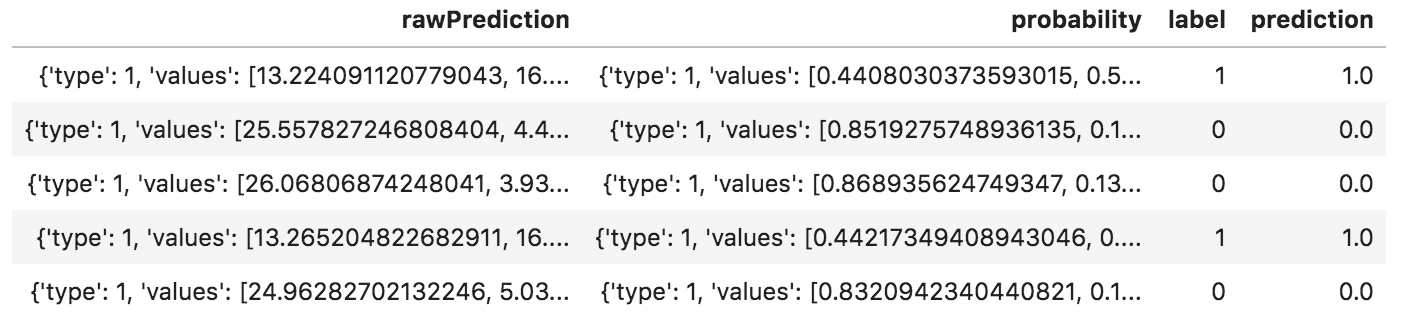 rawPrediction probability label prediction
{'type': 1, 'values': [13.224091120779043, 16.... {'type': 1, 'values': [0.4408030373593015, 0.5... 1 1.0
{'type': 1, 'values': [25.557827246808404, 4.4... {'type': 1, 'values': [0.8519275748936135, 0.1... 0 0.0
{'type': 1, 'values': [26.06806874248041, 3.93... {'type': 1, 'values': [0.868935624749347, 0.13... 0 0.0
{'type': 1, 'values': [13.265204822682911, 16.... {'type': 1, 'values': [0.44217349408943046, 0.... 1 1.0
{'type': 1, 'values': [24.96282702132246, 5.03... {'type': 1, 'values': [0.8320942340440821, 0.1... 0 0.0